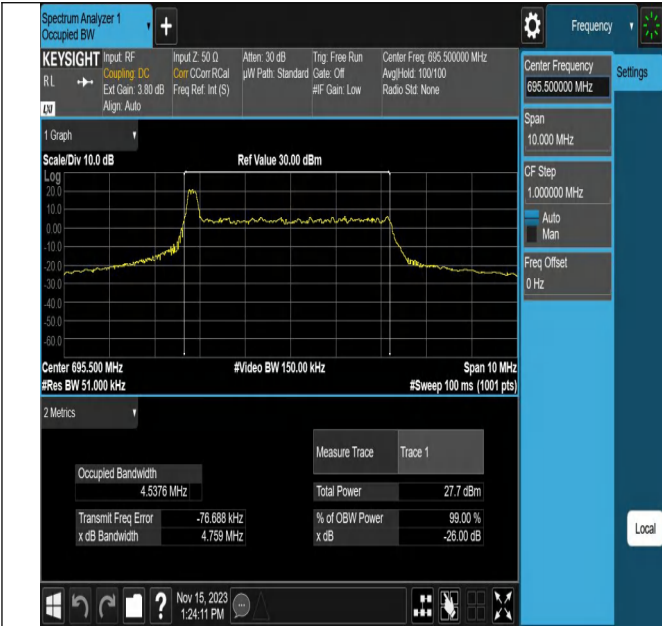 Spectrum Analyzer 1
Occupied BW
+
Frequency
KEYSIGHT
RL
LXI
Input: RF
Coupling: DC
Ext Gain: 3.80 dB
Align: Auto
Input Z: 50 Ω
Corr CCorr RCal
Freq Ref: Int (S)
Atten: 30 dB
µW Path: Standard
Trig: Free Run
Gate: Off
#IF Gain: Low
Center Freq: 695.500000 MHz
Avg|Hold: 100/100
Radio Std: None
Center Frequency
695.500000 MHz
Settings
Span
10.000 MHz
CF Step
1.000000 MHz
Auto
Man
Freq Offset
0 Hz
Local
1 Graph
Scale/Div 10.0 dB
Ref Value 30.00 dBm
Log
20.0
10.0
0.00
-10.0
-20.0
-30.0
-40.0
-50.0
-60.0
Center 695.500 MHz
#Video BW 150.00 kHz
Span 10 MHz
#Res BW 51.000 kHz
#Sweep 100 ms (1001 pts)
2 Metrics
Measure Trace Trace 1
Occupied Bandwidth
4.5376 MHz
Total Power 27.7 dBm
Transmit Freq Error -76.688 kHz
% of OBW Power 99.00 %
x dB Bandwidth 4.759 MHz
x dB -26.00 dB
?
Nov 15, 2023
1:24:11 PM